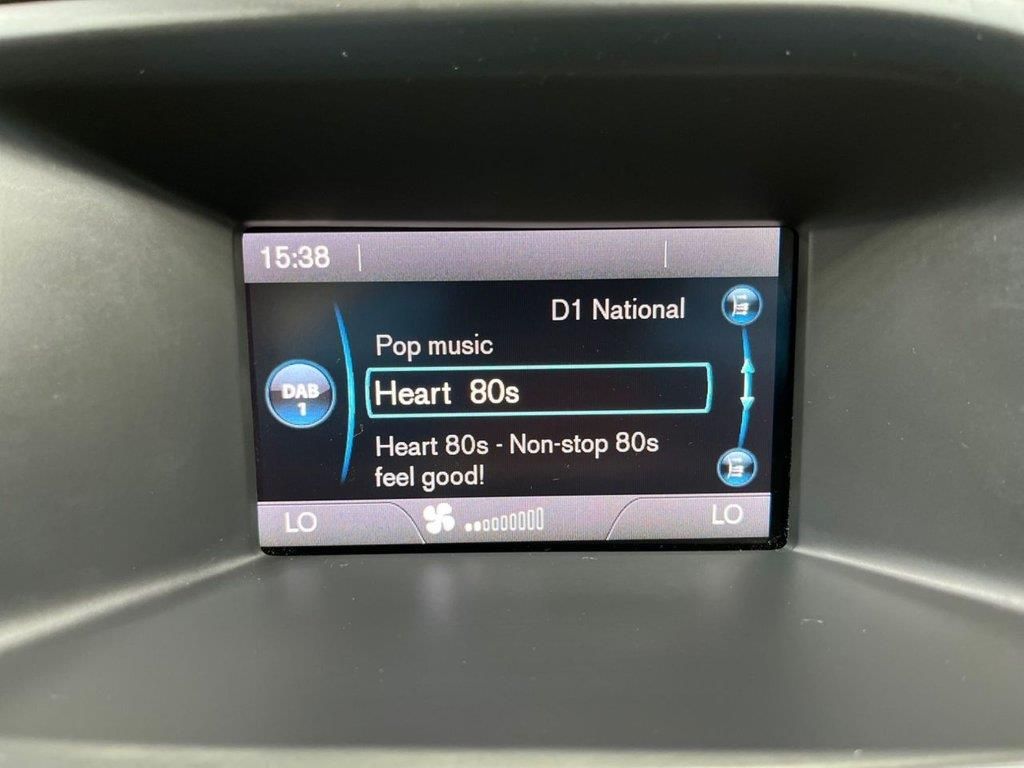 15:38
D1 National
Pop music
DAB
1
Heart 80s
Heart 80s - Non-stop 80s
feel good!
LO
LO